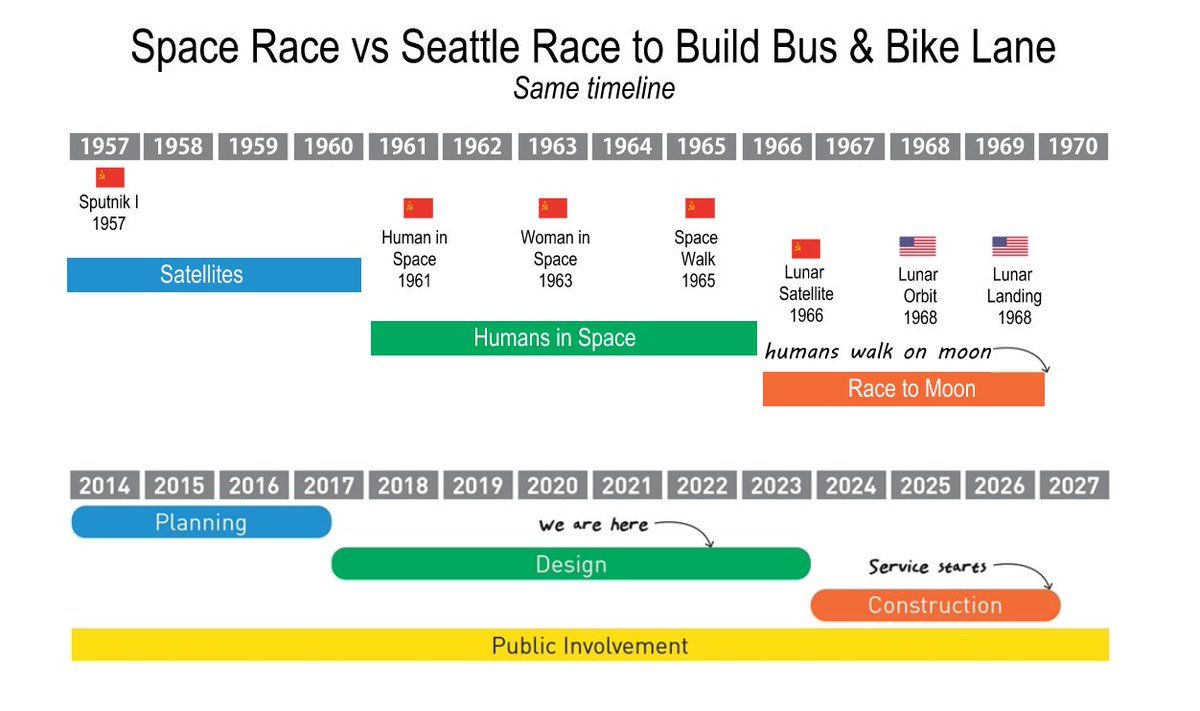 Space Race vs Seattle Race to Build Bus & Bike Lane
Same timeline
1957 1958 1959 1960 1961 1962 1963 1964 1965 1966 1967 1968 1969 1970
Sputnik I
1957
Human in
Space
1961
Woman in
Space
1963
Space
Walk
1965
Lunar
Satellite
1966
Lunar
Orbit
1968
Lunar
Landing
1968
Satellites
Humans in Space
humans walk on moon
Race to Moon
2014 2015 2016 2017 2018 2019 2020 2021 2022 2023 2024 2025 2026 2027
Planning
We are here
Design
Service starts
Construction
Public Involvement